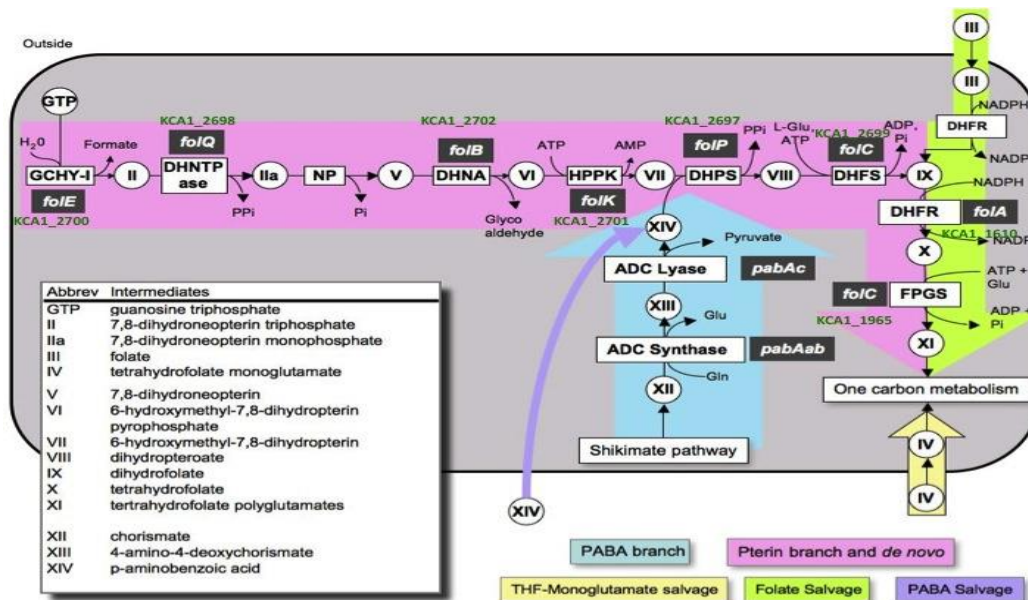 Outside
III
III
GTP
KCA1_2698
KCA1_2702
KCA1_2697
L-Glu,
ATP
KCA1_2699
ADP,
Pi
NADPH
DHFR
NADP
H20
Formate
folQ
folB
ATP
AMP
folP
PPi
folC
GCHY-I
II
DHNTP
ase
IIa
NP
V
DHNA
VI
HPPK
VII
DHPS
VIII
DHFS
IX
NADPH
folE
KCA1_2700
PPi
Pi
Glyco
aldehyde
folK
KCA1_2701
XIV
DHFR
folA
KCA1_1610
NADP
Pyruvate
X
ADC Lyase
pabAc
ATP +
Glu
folC
FPGS
KCA1_1965
ADP +
Pi
XIII
Glu
XI
ADC Synthase
pabAab
Gln
XII
One carbon metabolism
Shikimate pathway
IV
IV
XIV
Abbrev Intermediates
GTP guanosine triphosphate
II 7,8-dihydroneopterin triphosphate
IIa 7,8-dihydroneopterin monophosphate
III folate
IV tetrahydrofolate monoglutamate
V 7,8-dihydroneopterin
VI 6-hydroxymethyl-7,8-dihydropterin
pyrophosphate
VII 6-hydroxymethyl-7,8-dihydropterin
VIII dihydropteroate
IX dihydrofolate
X tetrahydrofolate
XI tertrahydrofolate polyglutamates
XII chorismate
XIII 4-amino-4-deoxychorismate
XIV p-aminobenzoic acid
PABA branch
Pterin branch and de novo
THF-Monoglutamate salvage
Folate Salvage
PABA Salvage